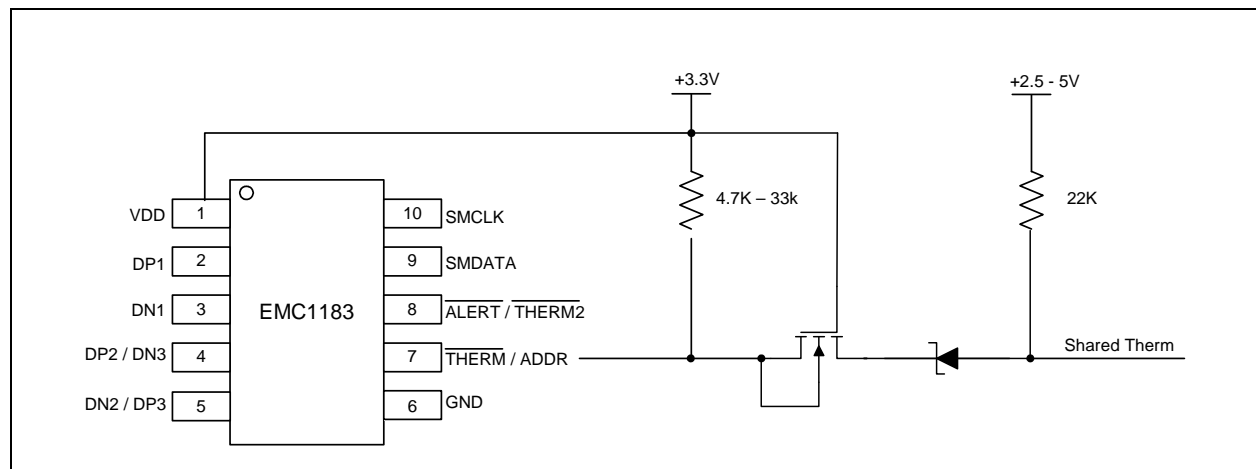 +3.3V
+2.5 - 5V
4.7K – 33k
22K
VDD 1
10 SMCLK
DP1 2
9 SMDATA
DN1 3
EMC1183
8 ALERT / THERM2
DP2 / DN3 4
7 THERM / ADDR
Shared Therm
DN2 / DP3 5
6 GND